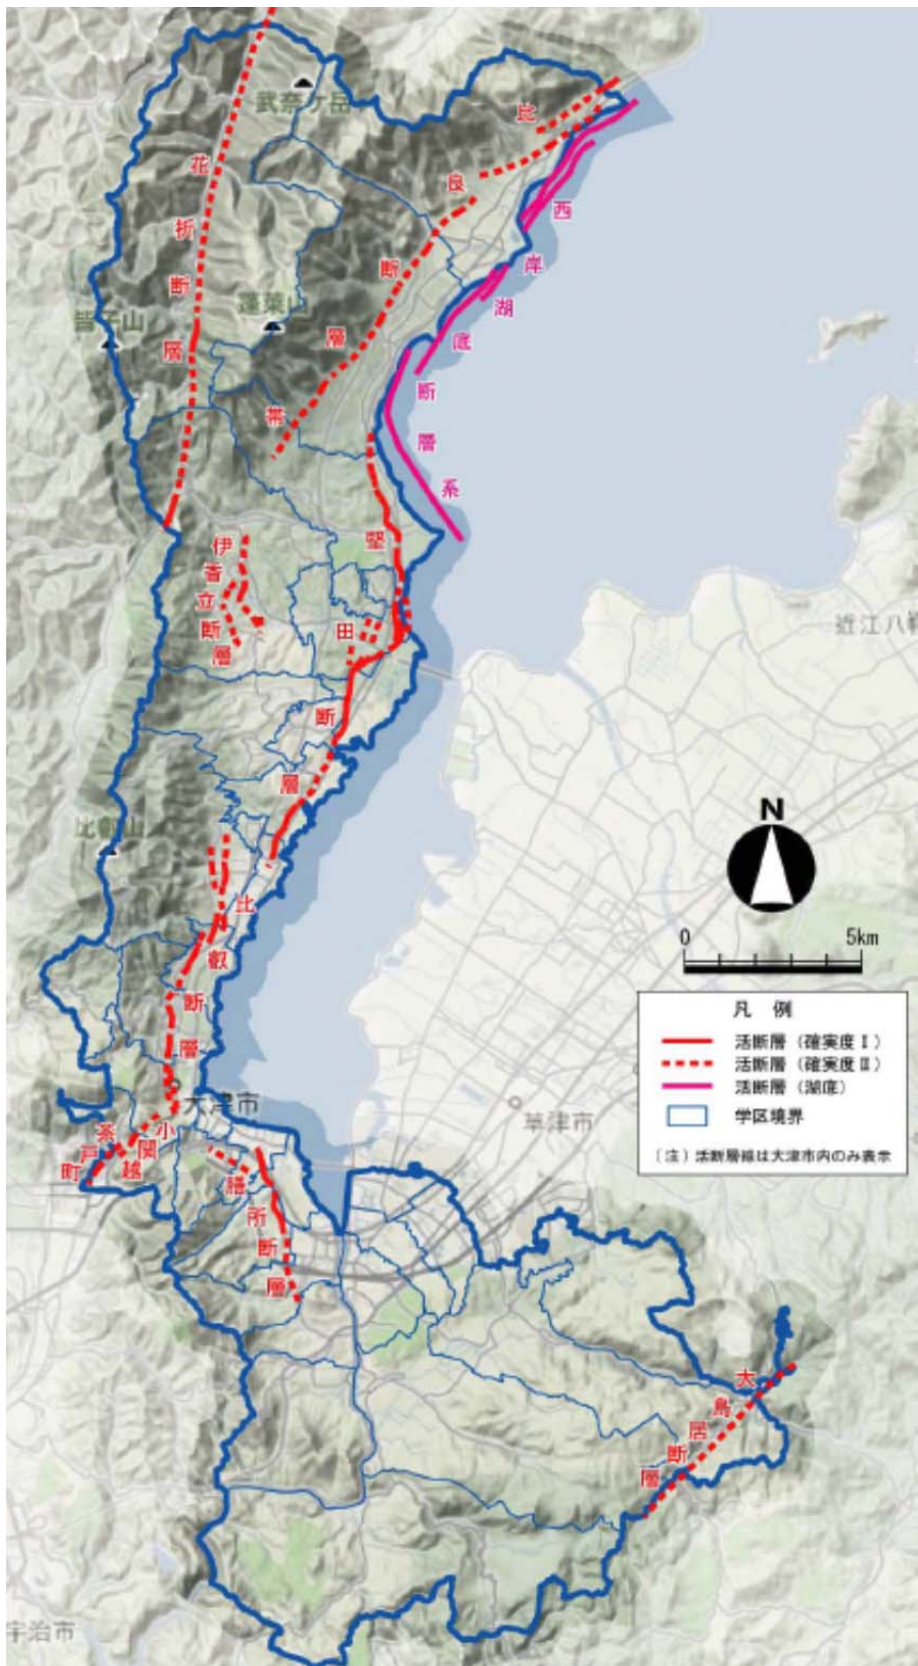 武奈ヶ岳
花折断層
比良断層帯
西岸湖底断層系
蓬莱山
皆子山
堅田断層
伊香立断層
近江八幡
比叡山
N
0 5km
比叡断層
凡例
活断層（確実度Ⅰ）
活断層（確実度Ⅱ）
活断層（湖底）
学区境界
（注）活断層線は大津市内のみ表示
大津市
草津市
小関越
茶戸町
膳所断層
大鳥居断層
宇治市